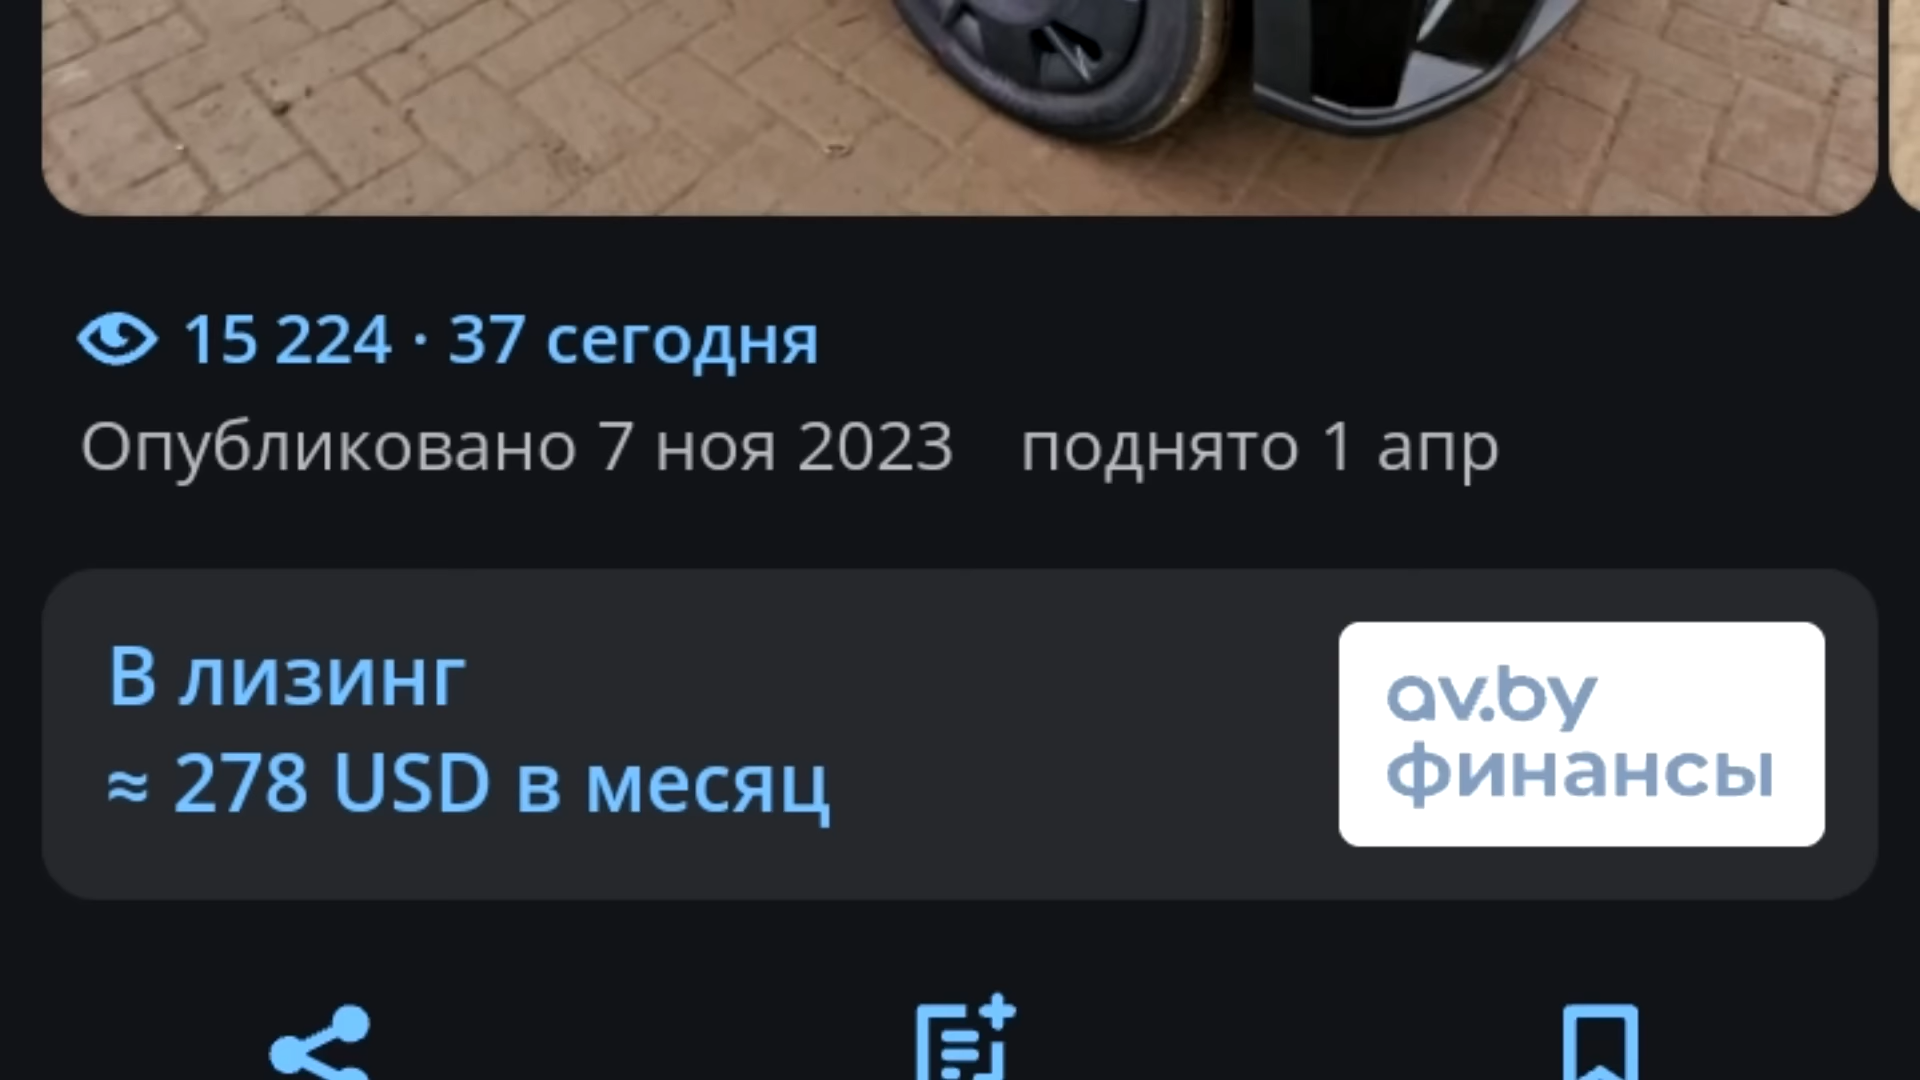 15 224 · 37 сегодня
Опубликовано 7 ноя 2023 поднято 1 апр
В лизинг
≈ 278 USD в месяц
av.by
финансы